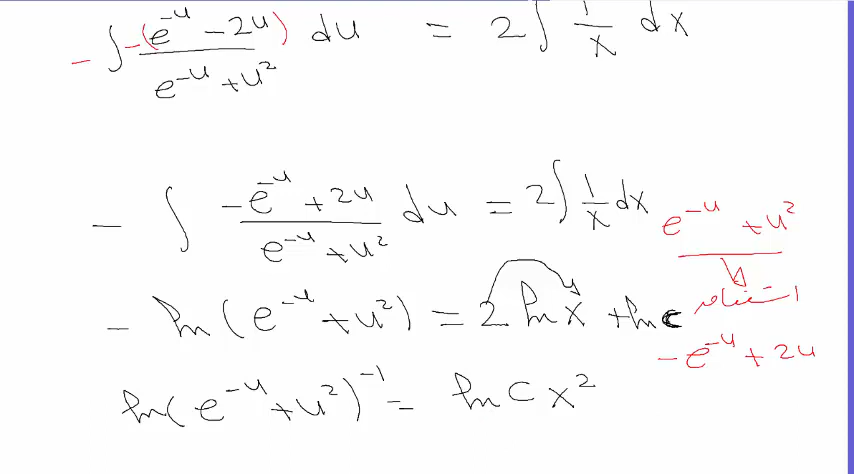 - ∫ -(e^{-u} - 2u) / (e^{-u} + u^2) du = 2 ∫ 1/x dx
- ∫ (-e^{-u} + 2u) / (e^{-u} + u^2) du = 2 ∫ 1/x dx
e^{-u} + u^2
- ln(e^{-u} + u^2) = 2 ln x + ln c
-e^{-u} + 2u
ln(e^{-u} + u^2)^{-1} = ln C x^2